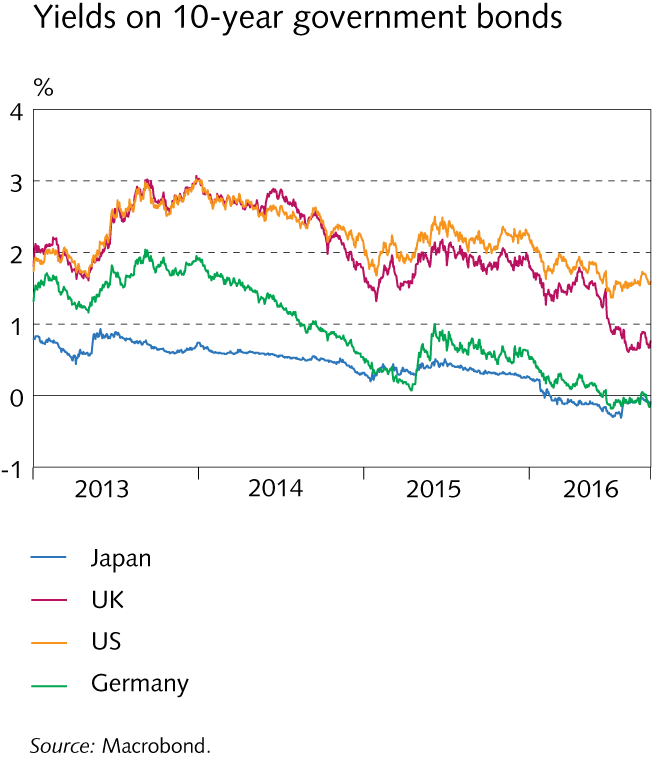 Yields on 10-year government bonds
%
4
3
2
1
0
-1
2013 2014 2015 2016
Japan
UK
US
Germany
Source: Macrobond.